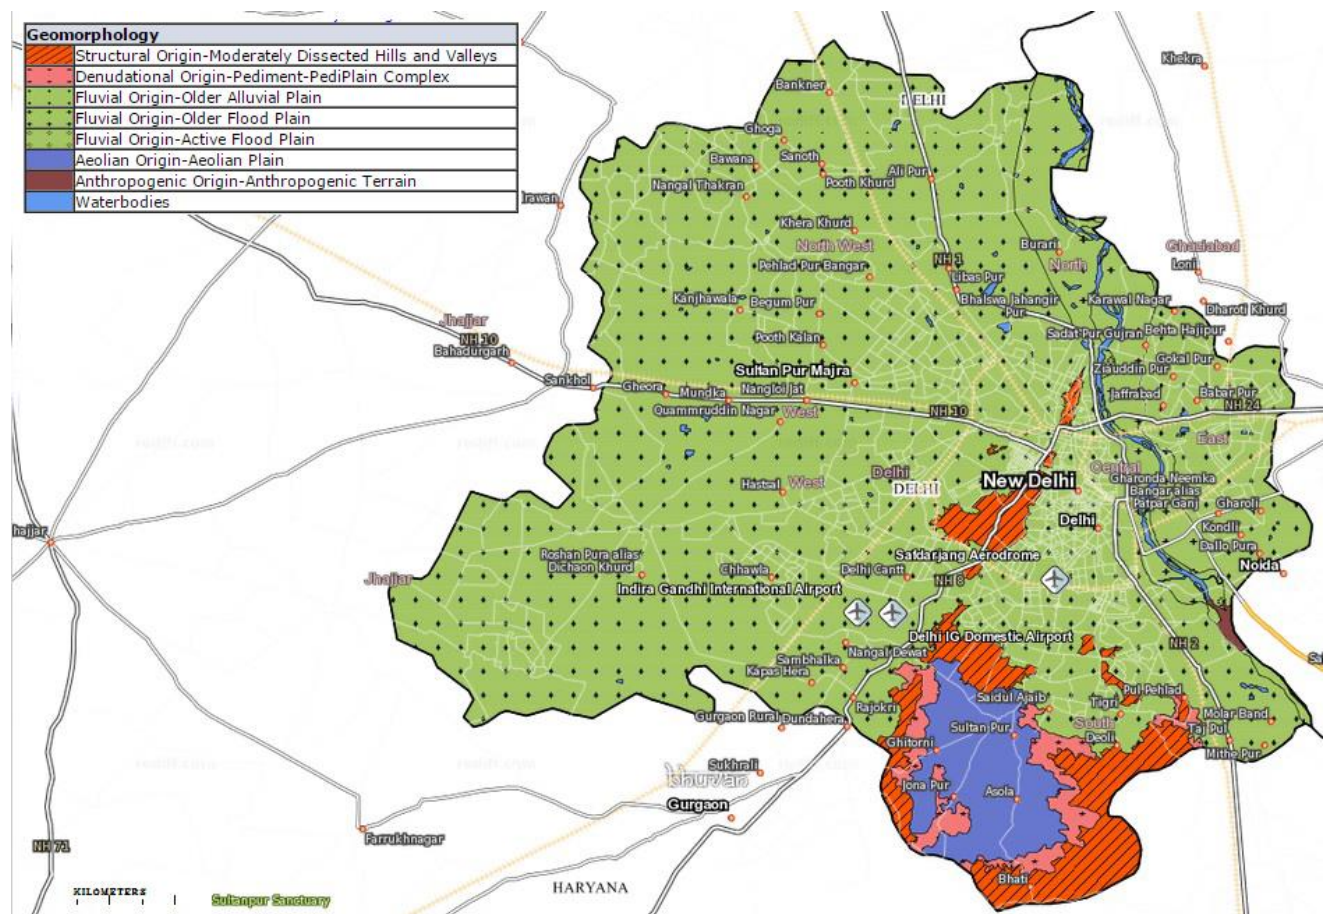 Geomorphology
Structural Origin-Moderately Dissected Hills and Valleys
Denudational Origin-Pediment-PediPlain Complex
Fluvial Origin-Older Alluvial Plain
Fluvial Origin-Older Flood Plain
Fluvial Origin-Active Flood Plain
Aeolian Origin-Aeolian Plain
Anthropogenic Origin-Anthropogenic Terrain
Waterbodies
Khekra
Bankner
DELHI
Ghoga
Bawana
Sanoth
Pooth Khurd
Ali Pur
Nangal Thakran
Khera Khurd
North West
Burari
North
Ghaziabad
Loni
NH 1
Pehlad Pur Bangar
Libas Pur
Kanjhawala
Begum Pur
Bhalswa Jahangir
Pur
Karawal Nagar
Dharoti Khurd
Jhajjar
NH 10
Bahadurgarh
Pooth Kalan
Sadat Pur Gujran
Behta Hajipur
Gokal Pur
Ziauddin Pur
Sultan Pur Majra
Sankhol
Gheora
Mundka
Nangloi Jat
Jaffrabad
Babar Pur
NH 24
Quammruddin Nagar
West
NH 10
East
Hastsal
West
Delhi
DELHI
New Delhi
Central
Gharonda Neemka
Bangar alias
Patpar Ganj
Gharoli
Delhi
Kondli
Dallo Pura
Noida
Jhajjar
Roshan Pura alias
Dichaon Khurd
Chhawla
Delhi Cantt
Safdarjang Aerodrome
NH 8
Indira Gandhi International Airport
Delhi IG Domestic Airport
NH 2
Nangal Dewat
Sambhalka
Kapas Hera
Rajokri
Saidul Ajaib
Tigri
Pul Pehlad
Gurgaon Rural
Dundahera
Sultan Pur
South
Deoli
Taj Pul
Molar Band
Mithe Pur
Ghitorni
Sukhrali
bhuvan
Gurgaon
Jona Pur
Asola
Farrukhnagar
NH 71
Bhati
HARYANA
KILOMETERS
Sultanpur Sanctuary